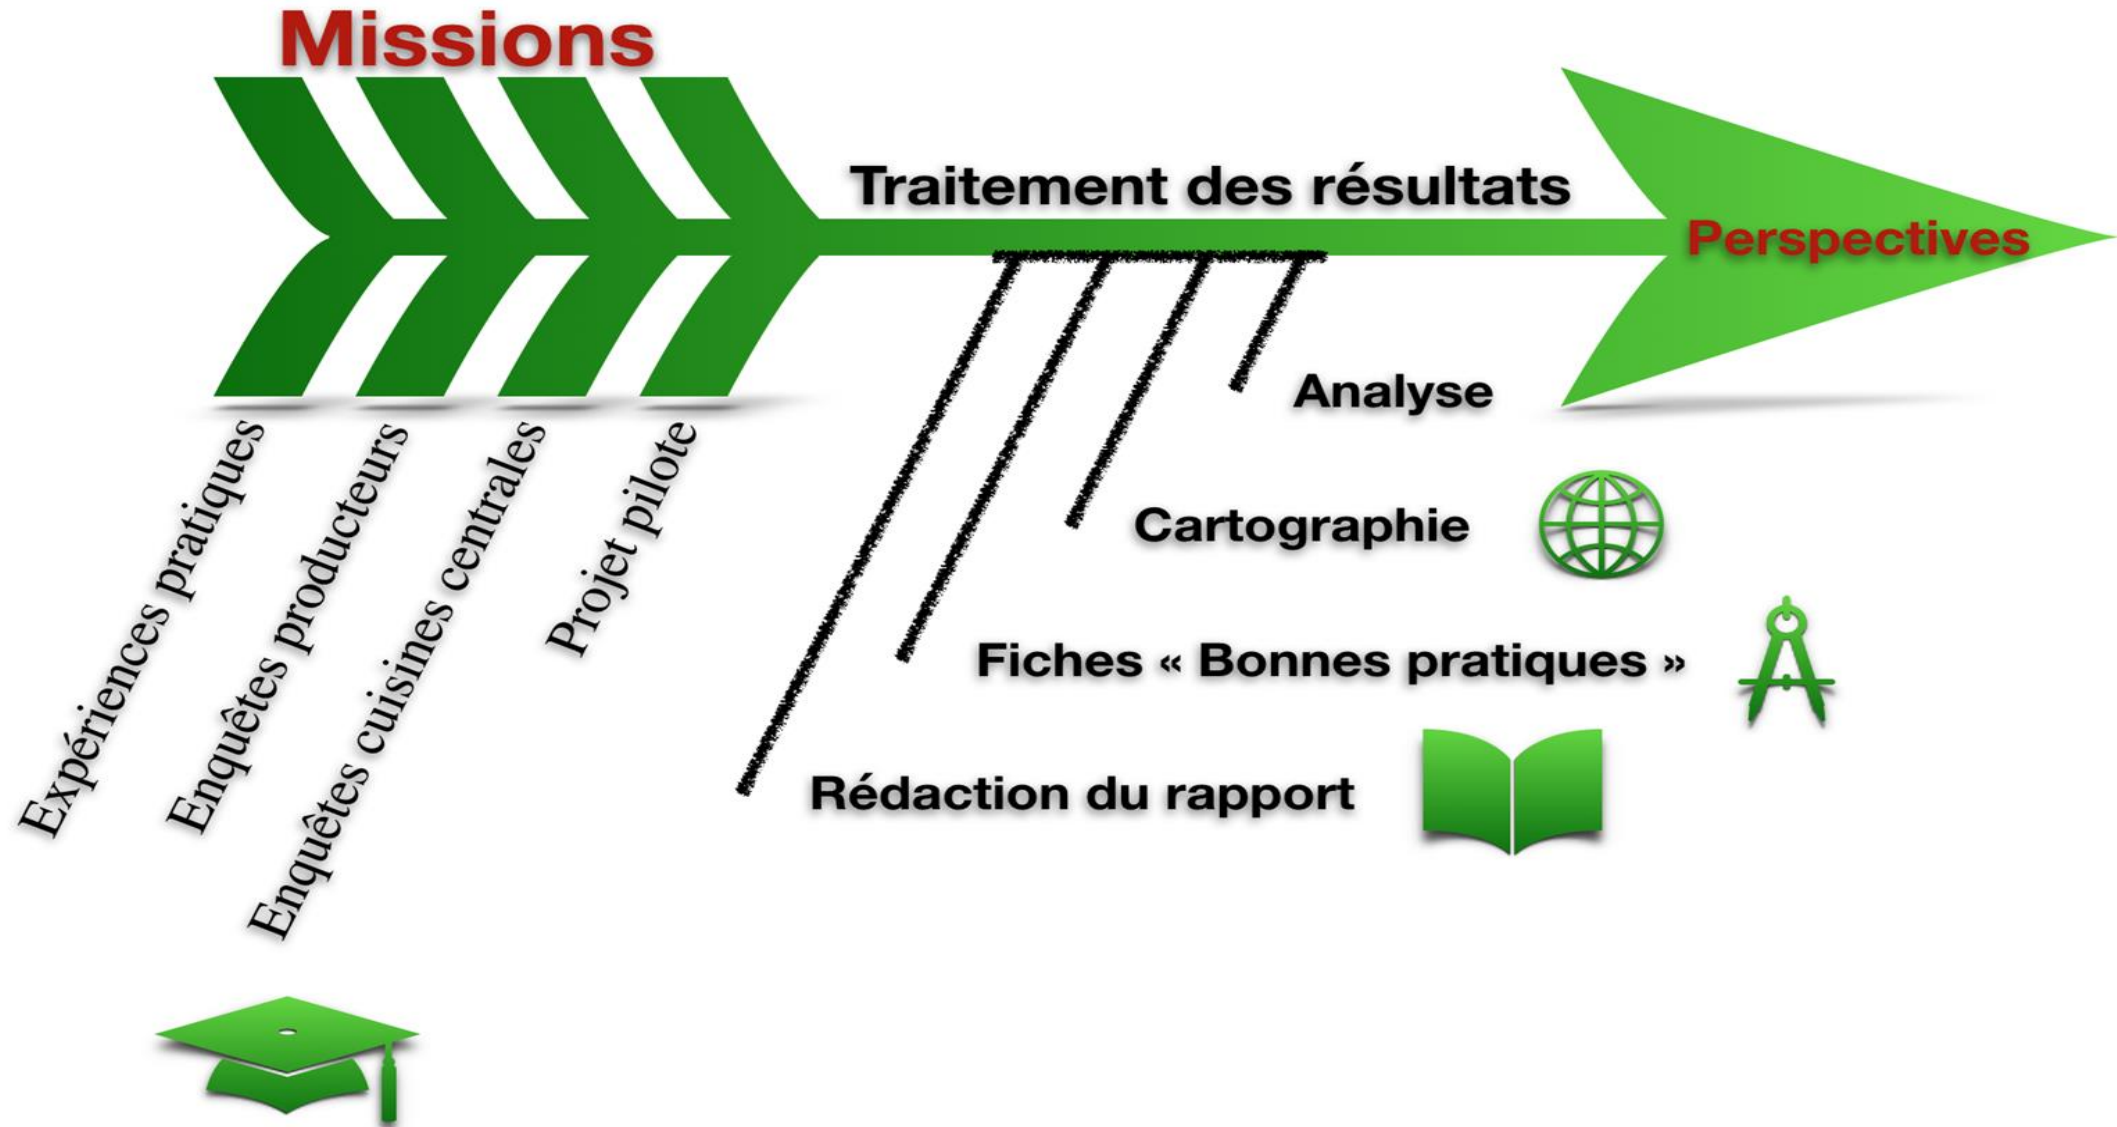 Missions
Traitement des résultats
Perspectives
Expériences pratiques
Enquêtes producteurs
Enquêtes cuisines centrales
Projet pilote
Analyse
Cartographie
Fiches « Bonnes pratiques »
Rédaction du rapport